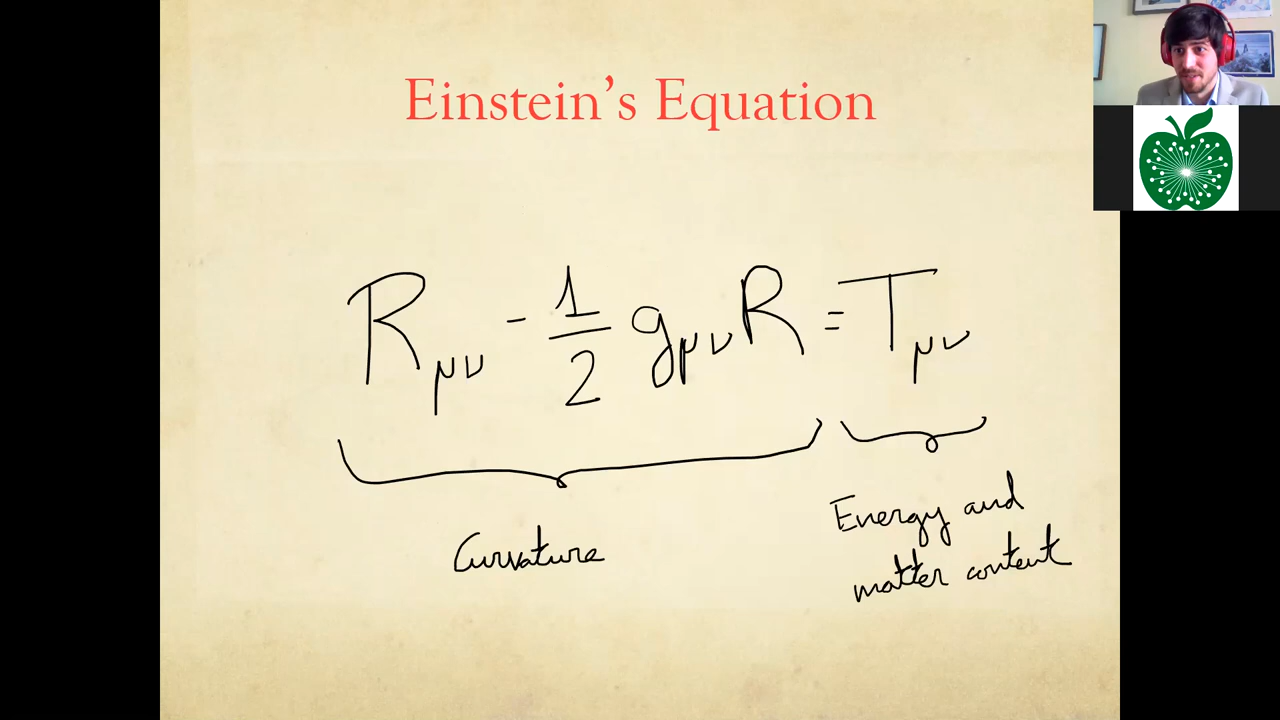 Einstein's Equation
Rμν - 1/2 gμν R = Tμν
Curvature
Energy and
matter content